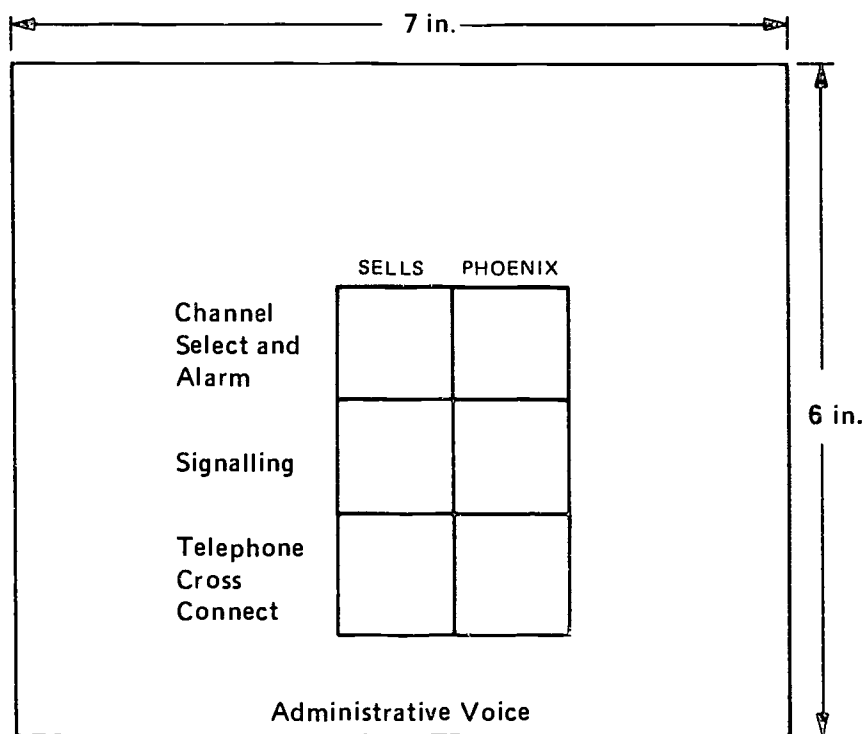 7 in.
SELLS PHOENIX
Channel
Select and
Alarm
6 in.
Signalling
Telephone
Cross
Connect
Administrative Voice